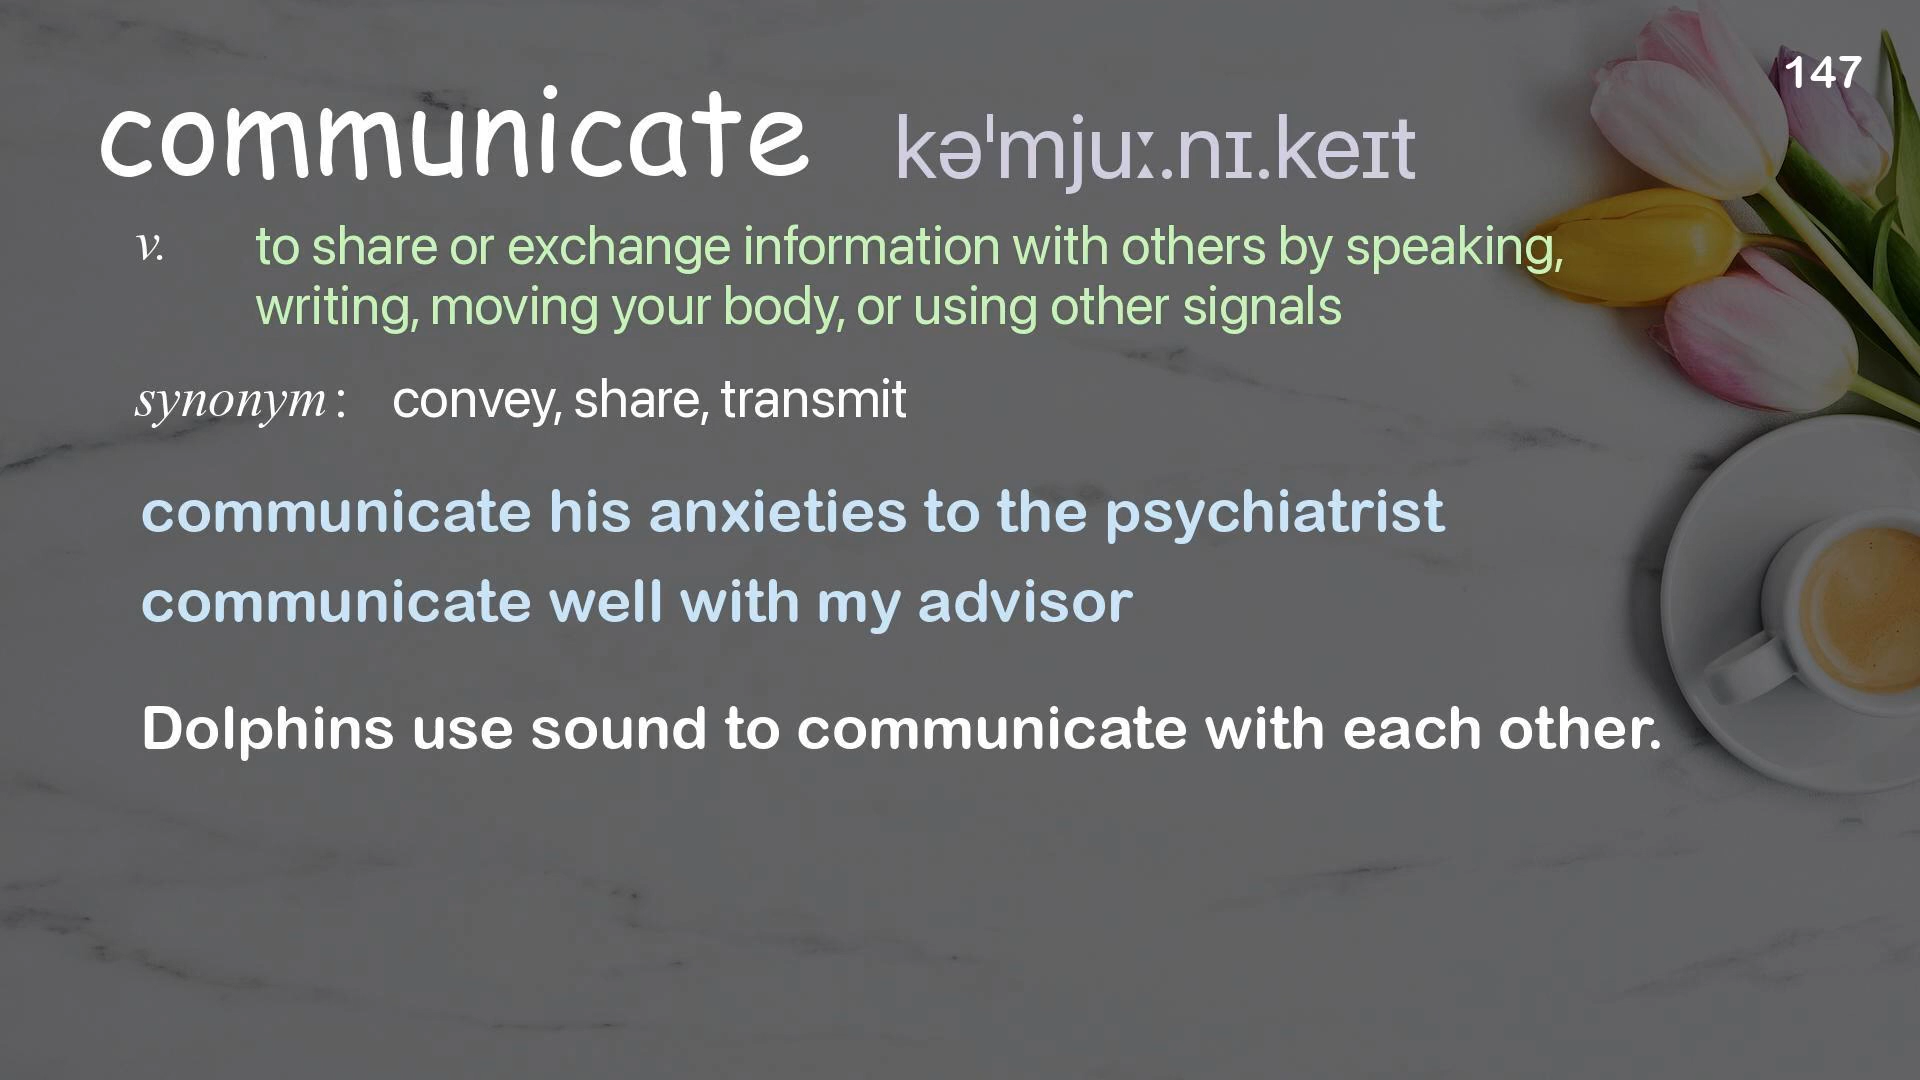 147
communicate kəˈmjuː.nɪ.keɪt
v. to share or exchange information with others by speaking,
writing, moving your body, or using other signals
synonym : convey, share, transmit
communicate his anxieties to the psychiatrist
communicate well with my advisor
Dolphins use sound to communicate with each other.